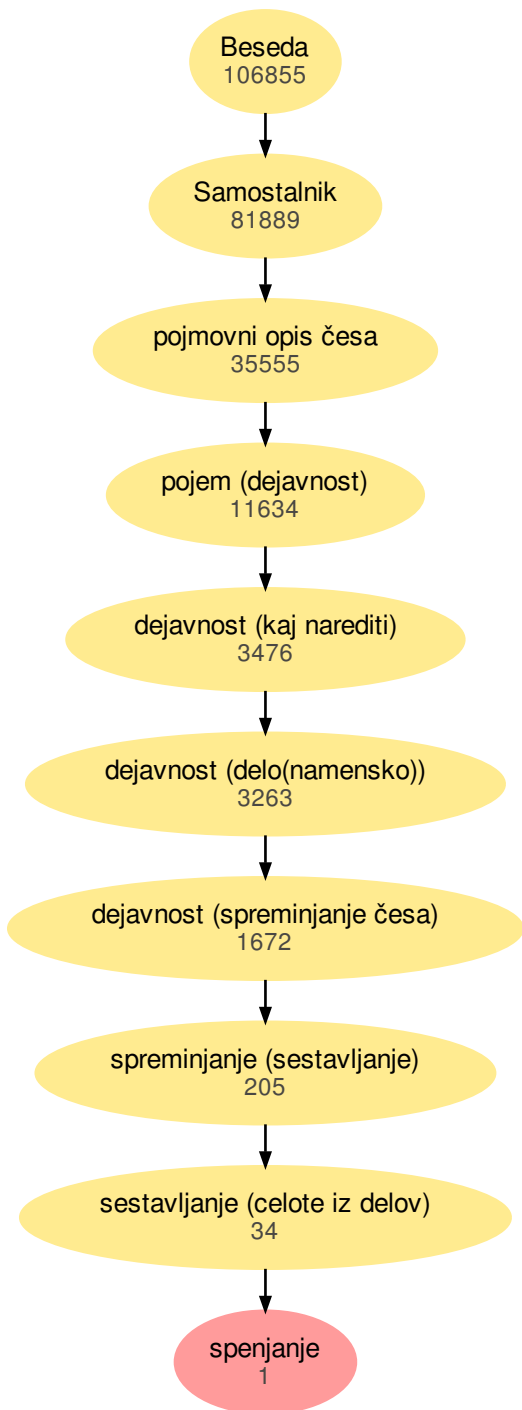 Beseda
106855
Samostalnik
81889
pojmovni opis česa
35555
pojem (dejavnost)
11634
dejavnost (kaj narediti)
3476
dejavnost (delo(namensko))
3263
dejavnost (spreminjanje česa)
1672
spreminjanje (sestavljanje)
205
sestavljanje (celote iz delov)
34
spenjanje
1